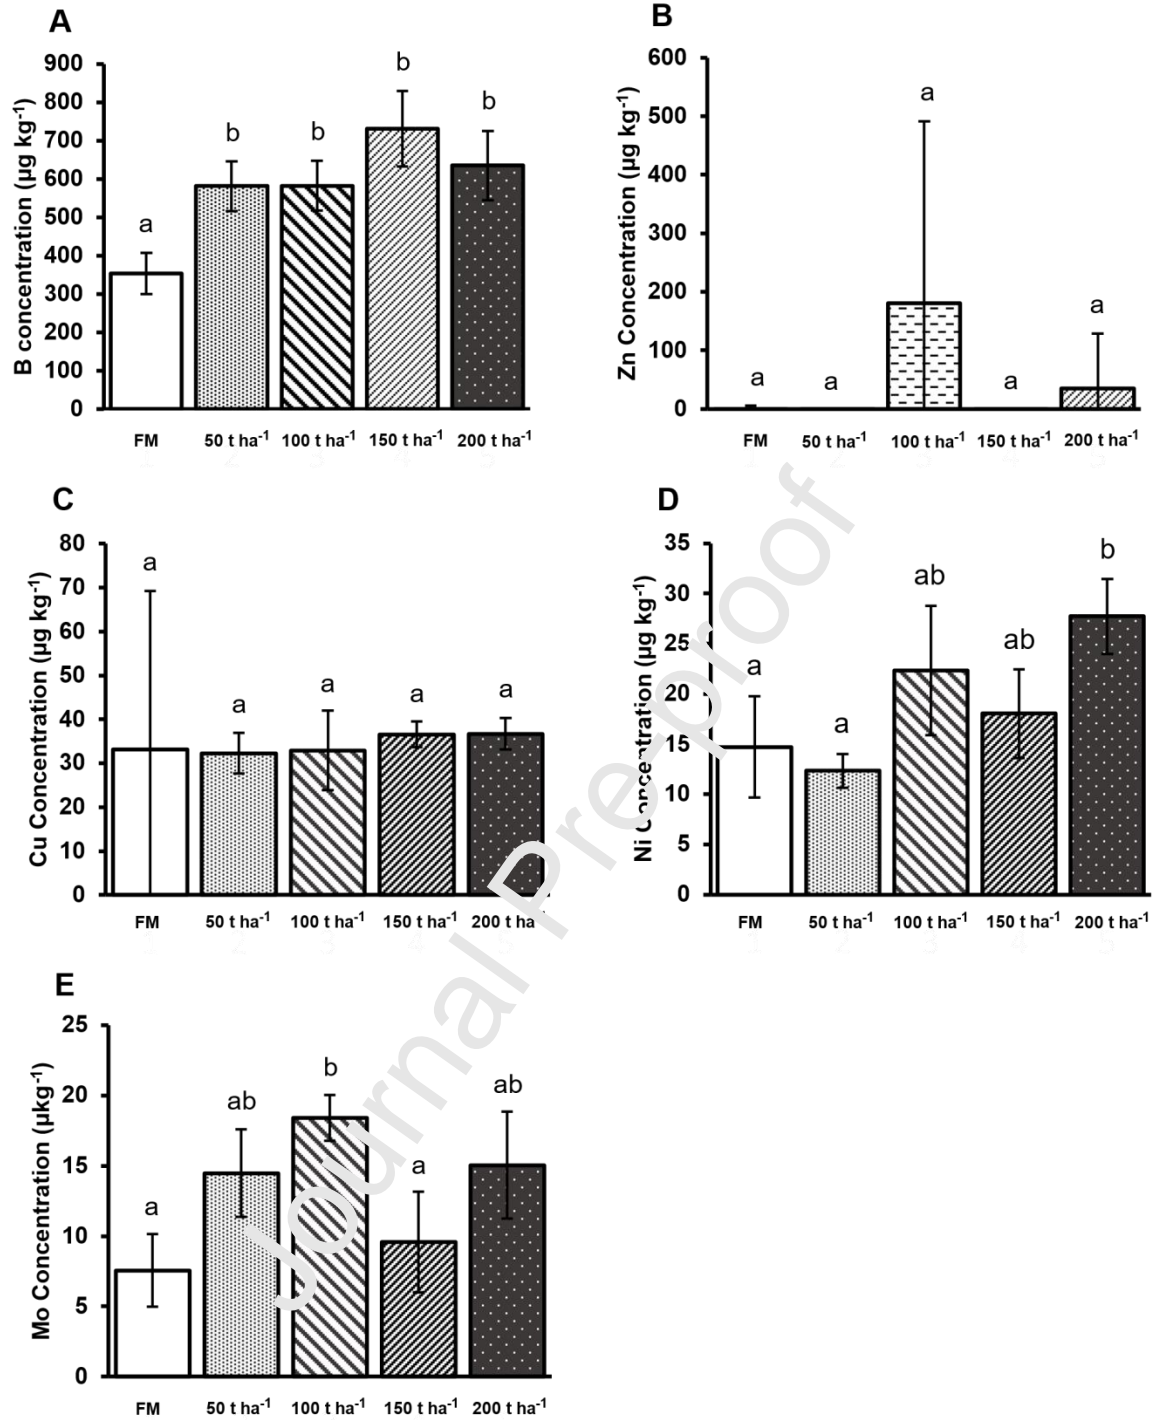 A
B concentration (µg kg⁻¹)
900
800
700
600
500
400
300
200
100
0
a
b
b
b
b
FM
50 t ha⁻¹
100 t ha⁻¹
150 t ha⁻¹
200 t ha⁻¹
B
Zn Concentration (µg kg⁻¹)
600
500
400
300
200
100
0
a
a
a
a
a
FM
50 t ha⁻¹
100 t ha⁻¹
150 t ha⁻¹
200 t ha⁻¹
C
Cu Concentration (µg kg⁻¹)
80
70
60
50
40
30
20
10
0
a
a
a
a
a
FM
50 t ha⁻¹
100 t ha⁻¹
150 t ha⁻¹
200 t ha
D
Ni Concentration (µg kg⁻¹)
35
30
25
20
15
10
5
0
a
a
ab
ab
b
FM
50 t ha⁻¹
100 t ha⁻¹
150 t ha⁻¹
200 t ha⁻¹
E
Mo Concentration (µkg⁻¹)
25
20
15
10
5
0
a
ab
b
a
ab
FM
50 t ha⁻¹
100 t ha⁻¹
150 t ha⁻¹
200 t ha⁻¹
Journal Pre-proof